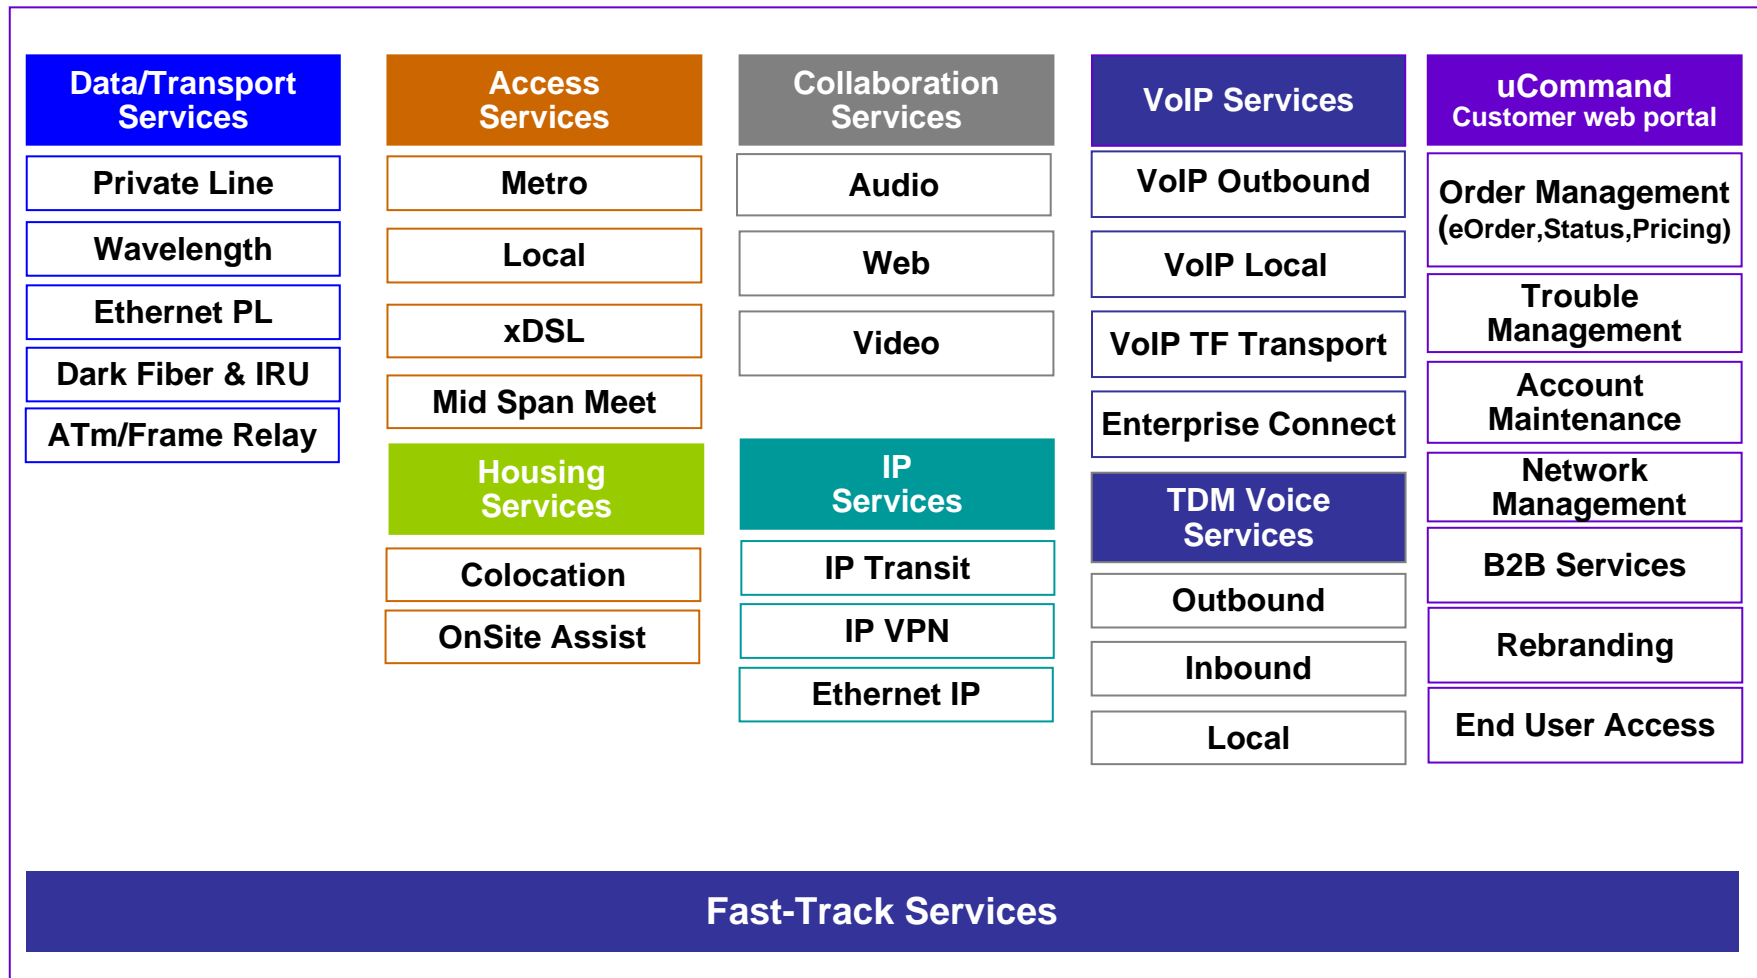 Data/Transport
Services
Private Line
Wavelength
Ethernet PL
Dark Fiber & IRU
ATm/Frame Relay
Access
Services
Metro
Local
xDSL
Mid Span Meet
Housing
Services
Colocation
OnSite Assist
Collaboration
Services
Audio
Web
Video
IP
Services
IP Transit
IP VPN
Ethernet IP
VoIP Services
VoIP Outbound
VoIP Local
VoIP TF Transport
Enterprise Connect
TDM Voice
Services
Outbound
Inbound
Local
uCommand
Customer web portal
Order Management
(eOrder,Status,Pricing)
Trouble
Management
Account
Maintenance
Network
Management
B2B Services
Rebranding
End User Access
Fast-Track Services